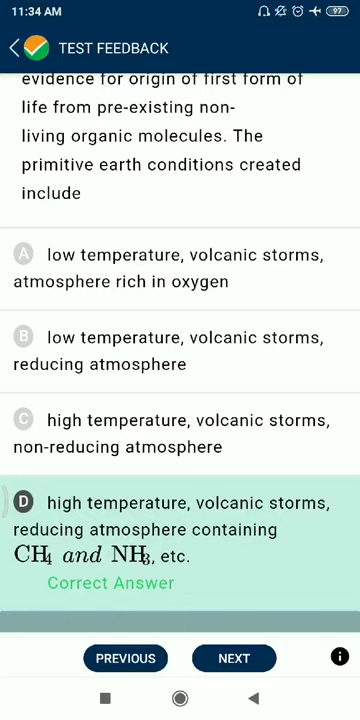 11:34 AM
97
TEST FEEDBACK
evidence for origin of first form of
life from pre-existing non-
living organic molecules. The
primitive earth conditions created
include
A low temperature, volcanic storms,
atmosphere rich in oxygen
B low temperature, volcanic storms,
reducing atmosphere
C high temperature, volcanic storms,
non-reducing atmosphere
D high temperature, volcanic storms,
reducing atmosphere containing
CH₄ and NH₃, etc.
Correct Answer
PREVIOUS NEXT